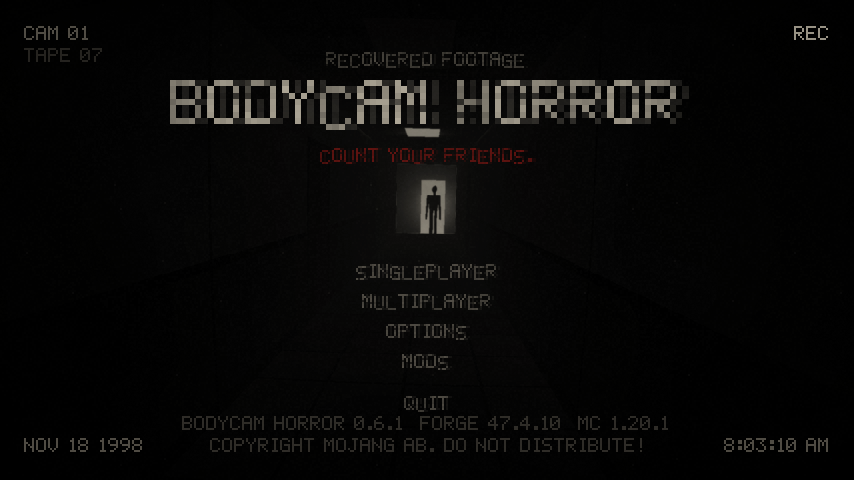 CAM 01
REC
TAPE 07
RECOVERED FOOTAGE
BODYCAM HORROR
COUNT YOUR FRIENDS.
SINGLEPLAYER
MULTIPLAYER
OPTIONS
MODS
QUIT
BODYCAM HORROR 0.6.1 FORGE 47.4.10 MC 1.20.1
NOV 18 1998
COPYRIGHT MOJANG AB. DO NOT DISTRIBUTE!
8:03:10 AM